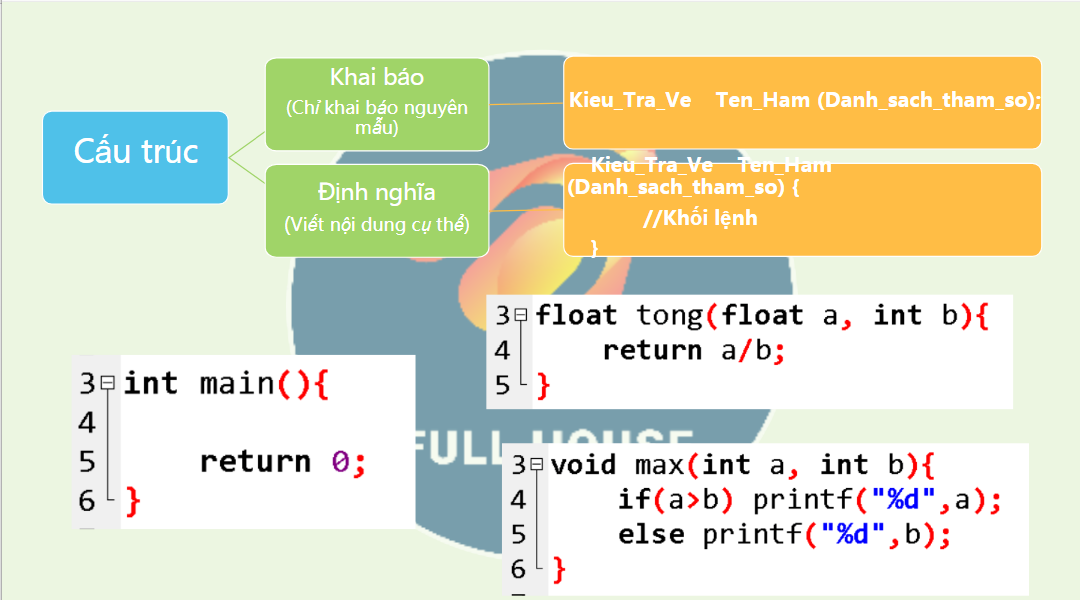 Cấu trúc
Khai báo
(Chỉ khai báo nguyên
mẫu)
Kieu_Tra_Ve Ten_Ham (Danh_sach_tham_so);
Định nghĩa
(Viết nội dung cụ thể)
Kieu_Tra_Ve Ten_Ham
(Danh_sach_tham_so) {
//Khối lệnh
}
3 float tong(float a, int b){
4 return a/b;
5 }
3 int main(){
4
5 return 0;
6 }
FULL HOUSE
3 void max(int a, int b){
4 if(a>b) printf("%d",a);
5 else printf("%d",b);
6 }